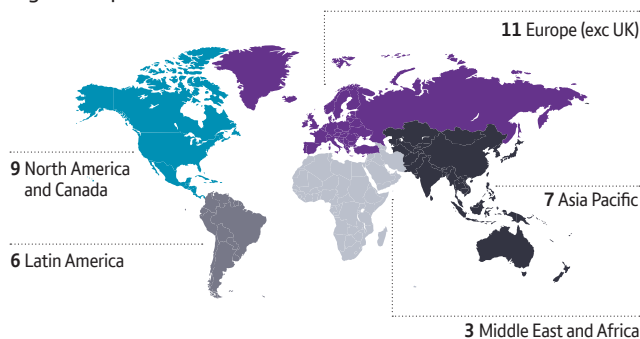 11 Europe (exc UK)
9 North America
and Canada
7 Asia Pacific
6 Latin America
3 Middle East and Africa